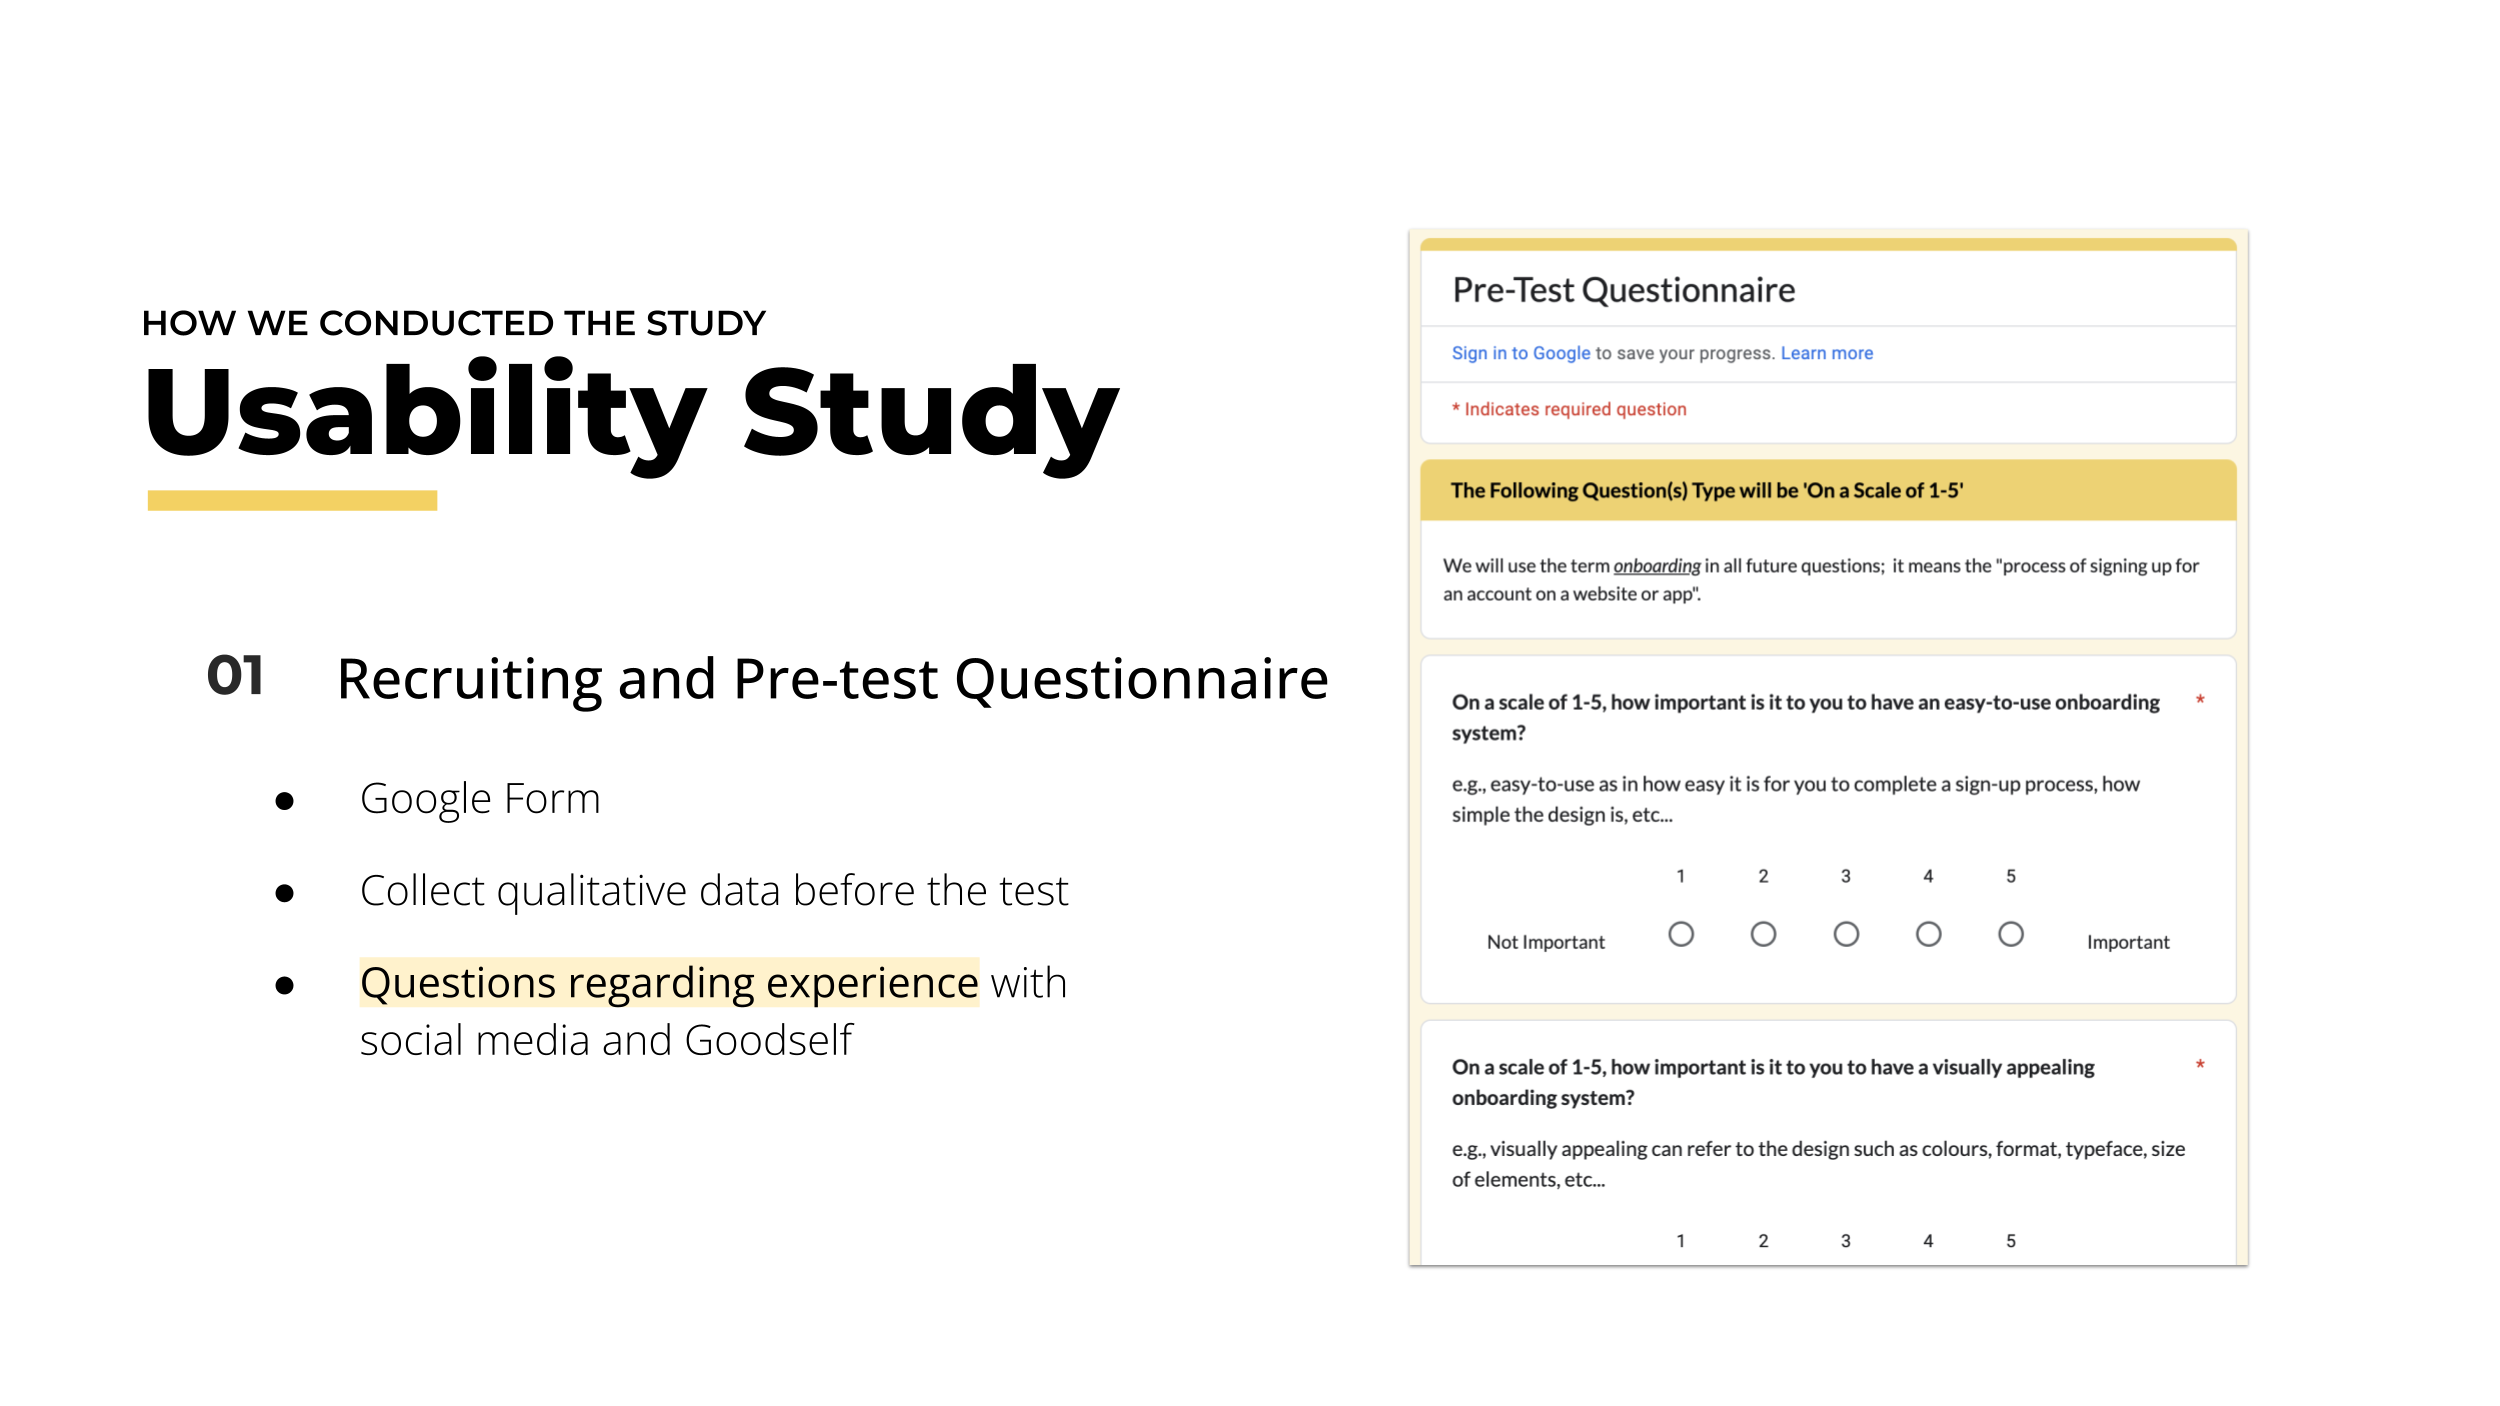 HOW WE CONDUCTED THE STUDY
Usability Study
01 Recruiting and Pre-test Questionnaire
● Google Form
● Collect qualitative data before the test
● Questions regarding experience with
social media and Goodself
Pre-Test Questionnaire
Sign in to Google to save your progress. Learn more
* Indicates required question
The Following Question(s) Type will be 'On a Scale of 1-5'
We will use the term onboarding in all future questions; it means the "process of signing up for
an account on a website or app".
On a scale of 1-5, how important is it to you to have an easy-to-use onboarding *
system?
e.g., easy-to-use as in how easy it is for you to complete a sign-up process, how
simple the design is, etc...
1 2 3 4 5
Not Important Important
On a scale of 1-5, how important is it to you to have a visually appealing *
onboarding system?
e.g., visually appealing can refer to the design such as colours, format, typeface, size
of elements, etc...
1 2 3 4 5